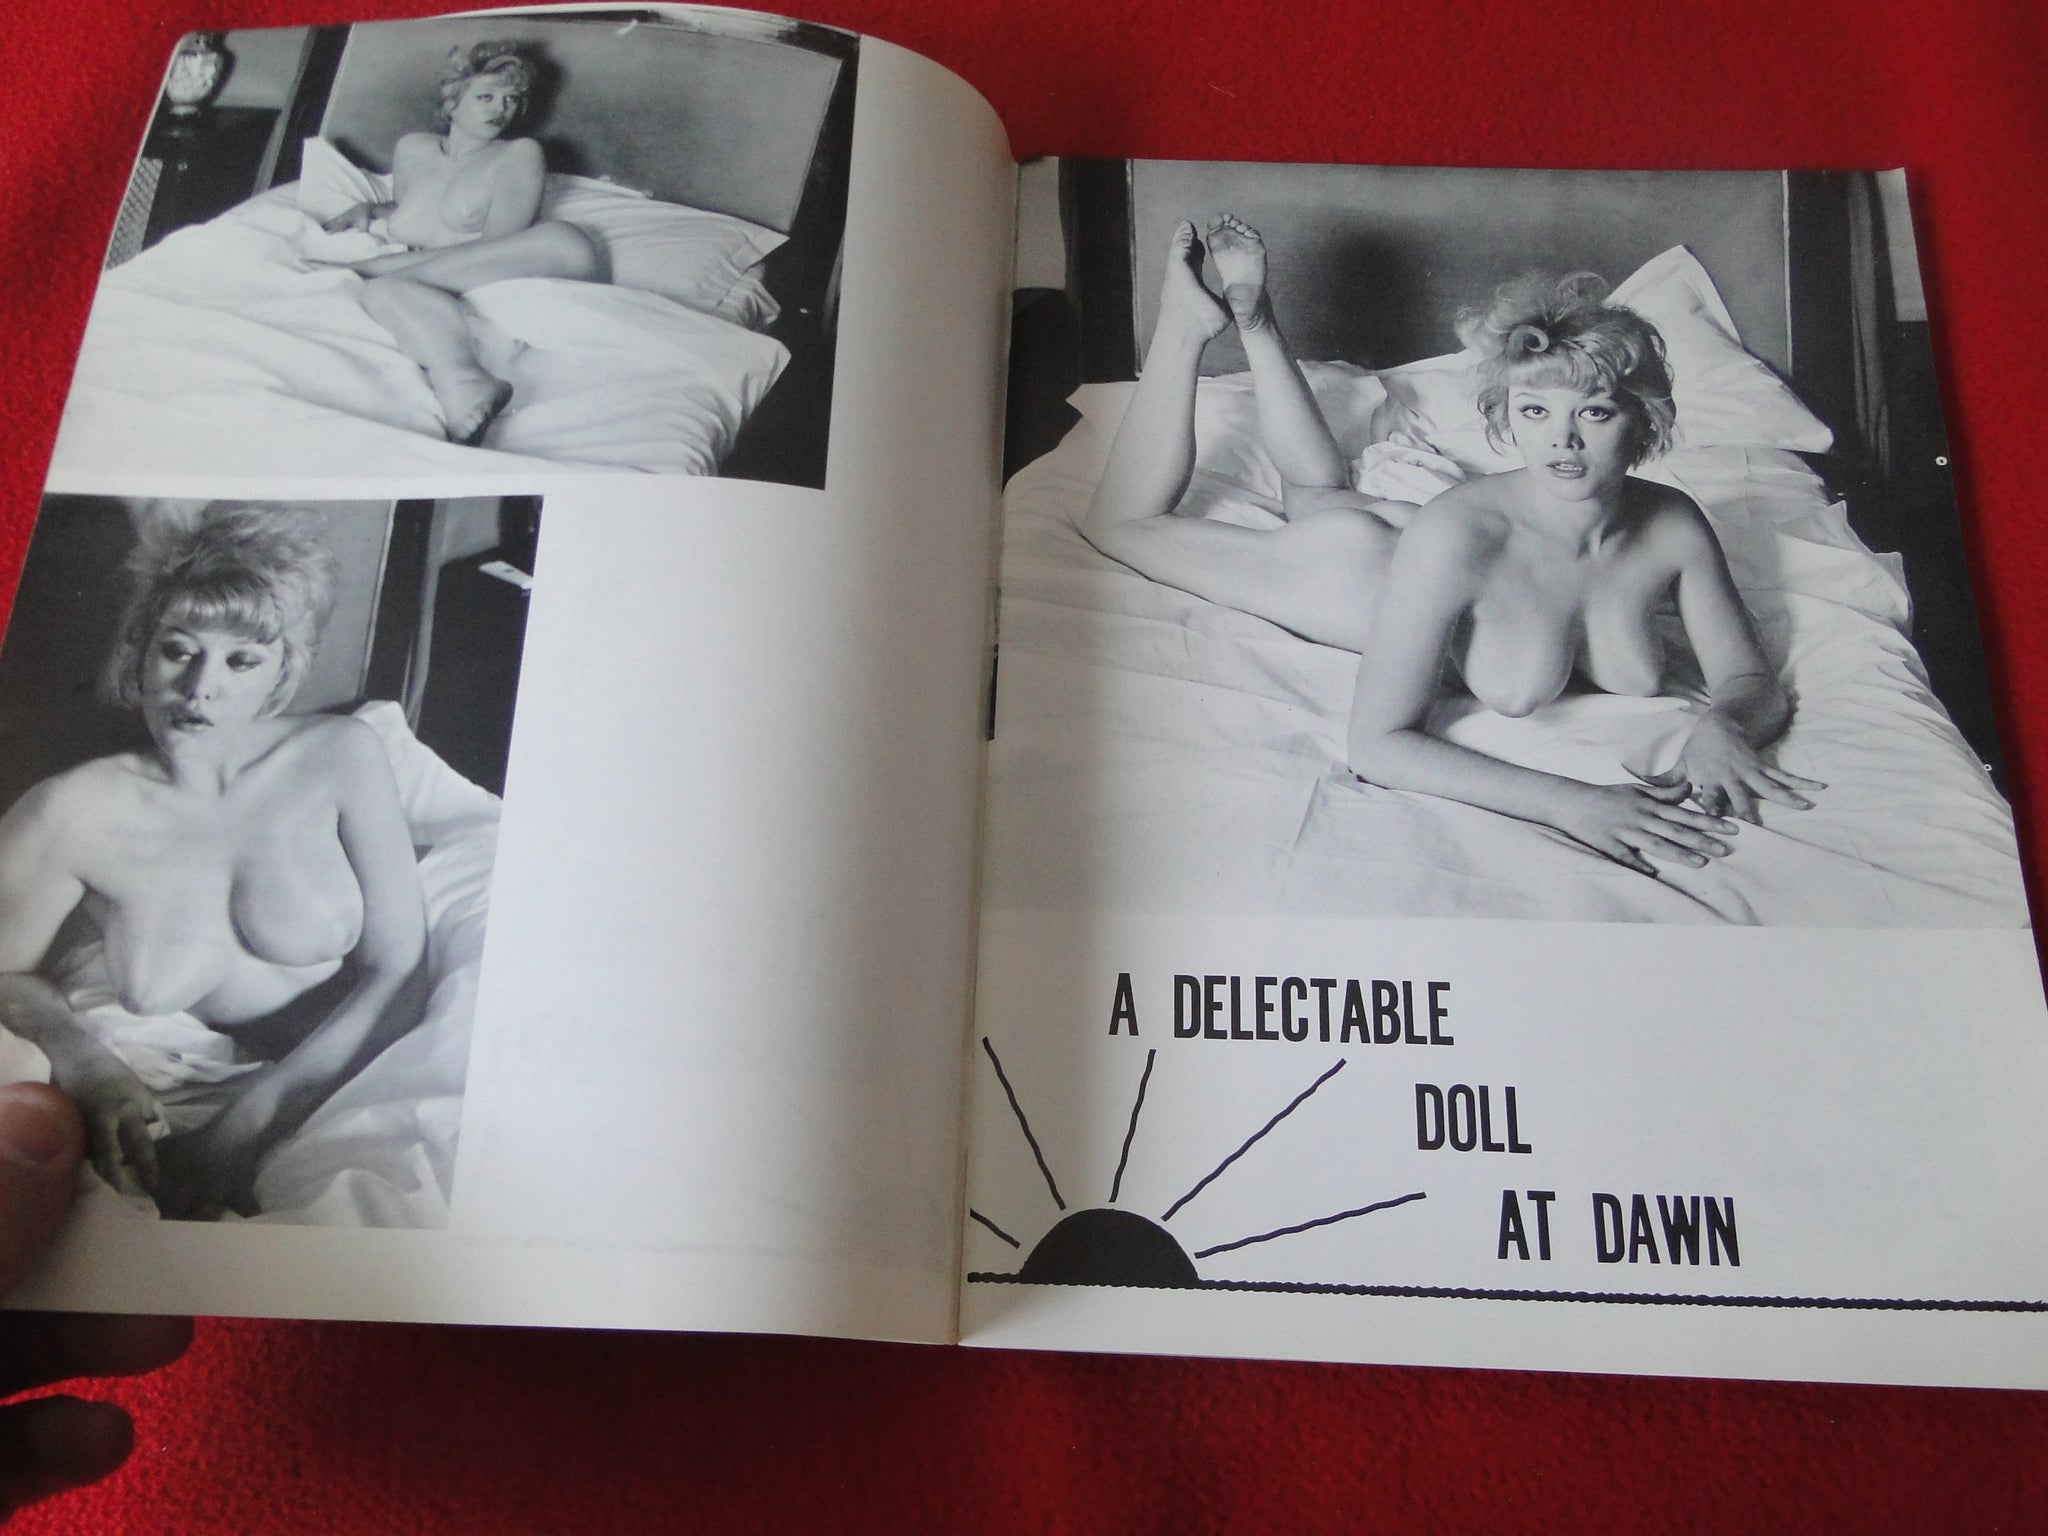 A DELECTABLE
DOLL
AT DAWN